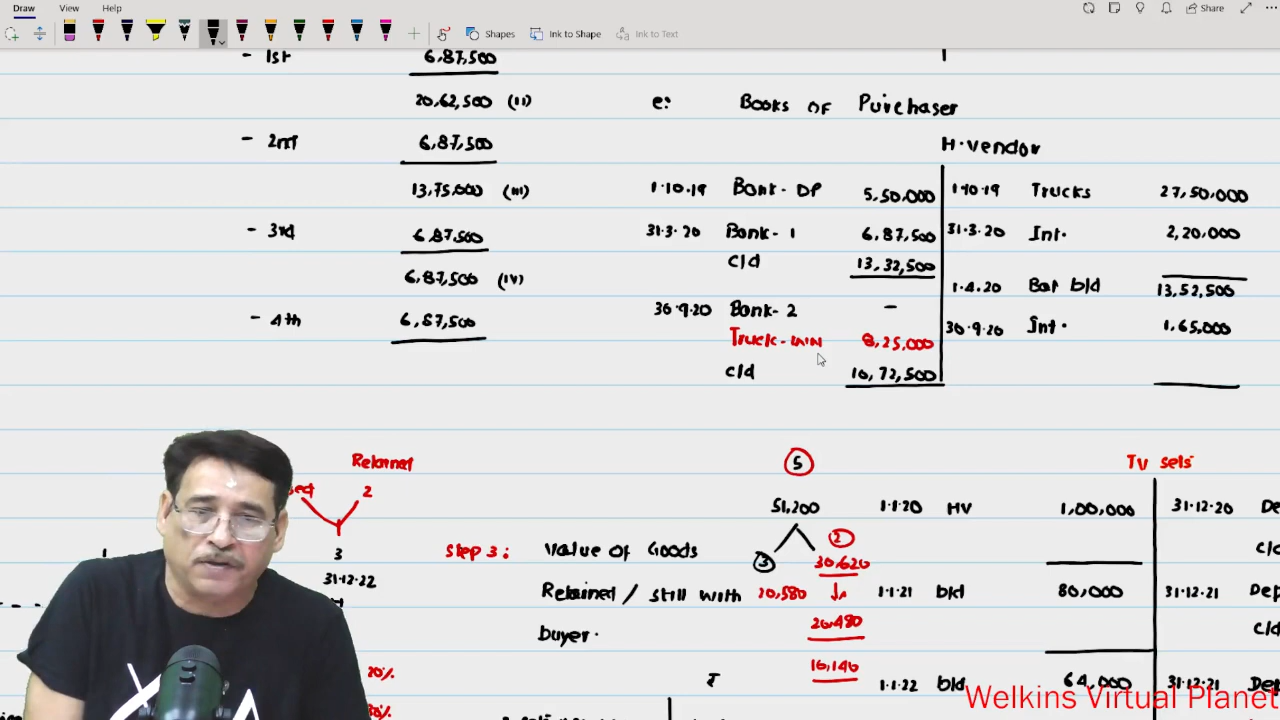 Draw View Help
Shapes Ink to Shape Ink to Text Share
- 1st 6,87,500
20,62,500 (II)
- 2nd 6,87,500
13,75,000 (III)
- 3rd 6,87,500
6,87,500 (IV)
- 4th 6,87,500
e: Books OF Purchaser
H.vendor
1.10.19 Bank-DP 5,50,000 1.10.19 Trucks 27,50,000
31.3.20 Bank-1 6,87,500 31.3.20 Int. 2,20,000
c/d 13,32,500
1.4.20 Bal b/d 13,52,500
30.9.20 Bank-2 - 30.9.20 Int. 1,65,000
Truck- 8,25,000
c/d 10,72,500
Retained
2
3
31.12.22
20%
5
51,200
Step 3: Value of Goods 3 2 30,620
Retained / still with 20,580
buyer. 20,480
16,140
₹
TV sets
1.1.20 HV 1,00,000 31.12.20 De
c/d
1.1.21 b/d 80,000 31.12.21 Dep
c/d
1.1.22 b/d 64,000 31.12. Dep
Welkins Virtual Planet